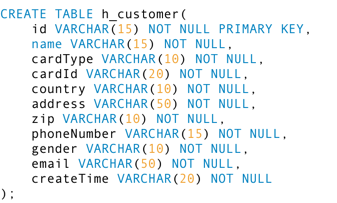 CREATE TABLE h_customer(
    id VARCHAR(15) NOT NULL PRIMARY KEY,
    name VARCHAR(15) NOT NULL,
    cardType VARCHAR(10) NOT NULL,
    cardId VARCHAR(20) NOT NULL,
    country VARCHAR(10) NOT NULL,
    address VARCHAR(50) NOT NULL,
    zip VARCHAR(10) NOT NULL,
    phoneNumber VARCHAR(15) NOT NULL,
    gender VARCHAR(10) NOT NULL,
    email VARCHAR(50) NOT NULL,
    createTime VARCHAR(20) NOT NULL
);